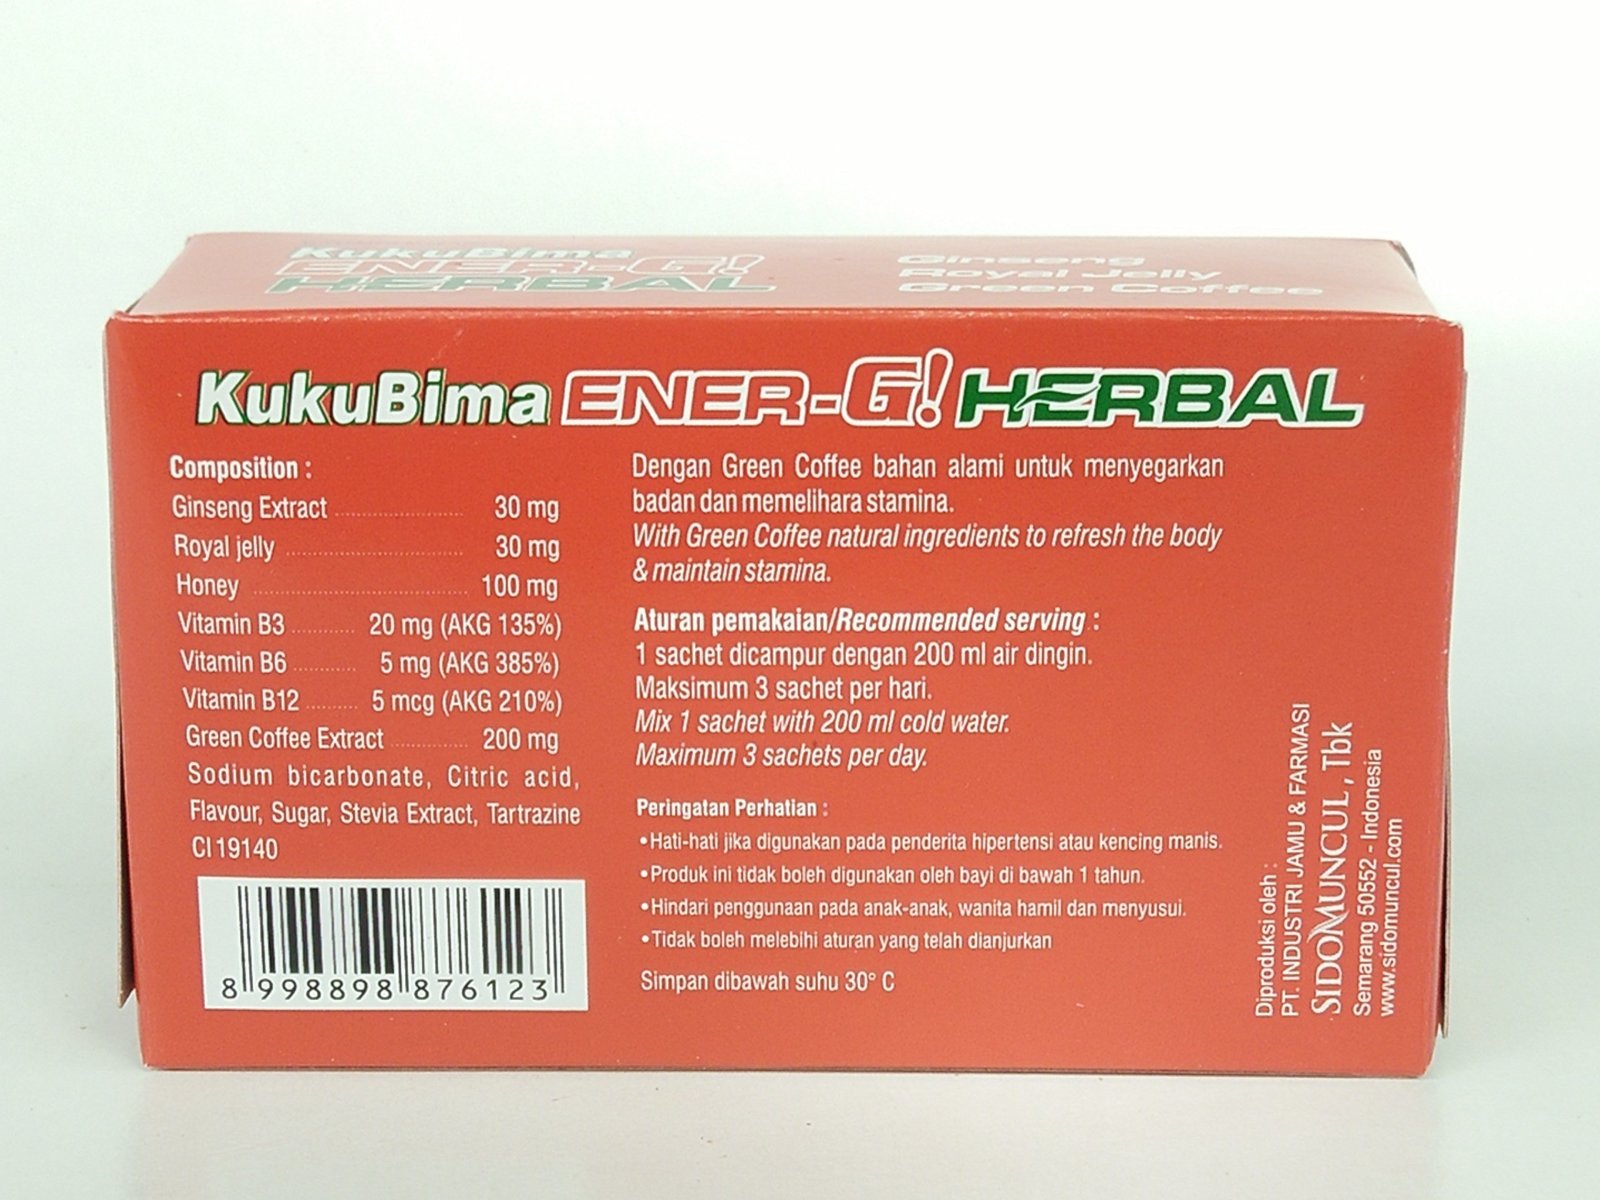 KukuBima
ENER-G!
HERBAL
Ginseng
Royal Jelly
Green Coffee
KukuBima ENER-G! HERBAL
Composition :
Ginseng Extract 30 mg
Royal jelly 30 mg
Honey 100 mg
Vitamin B3 20 mg (AKG 135%)
Vitamin B6 5 mg (AKG 385%)
Vitamin B12 5 mcg (AKG 210%)
Green Coffee Extract 200 mg
Sodium bicarbonate, Citric acid,
Flavour, Sugar, Stevia Extract, Tartrazine
CI 19140
8 998898 876123
Dengan Green Coffee bahan alami untuk menyegarkan
badan dan memelihara stamina.
With Green Coffee natural ingredients to refresh the body
& maintain stamina.
Aturan pemakaian/Recommended serving :
1 sachet dicampur dengan 200 ml air dingin.
Maksimum 3 sachet per hari.
Mix 1 sachet with 200 ml cold water.
Maximum 3 sachets per day.
Peringatan Perhatian :
•Hati-hati jika digunakan pada penderita hipertensi atau kencing manis.
•Produk ini tidak boleh digunakan oleh bayi di bawah 1 tahun.
•Hindari penggunaan pada anak-anak, wanita hamil dan menyusui.
•Tidak boleh melebihi aturan yang telah dianjurkan
Simpan dibawah suhu 30° C
Diproduksi oleh :
PT. INDUSTRI JAMU & FARMASI
SIDOMUNCUL, Tbk
Semarang 50552 - Indonesia
www.sidomuncul.com